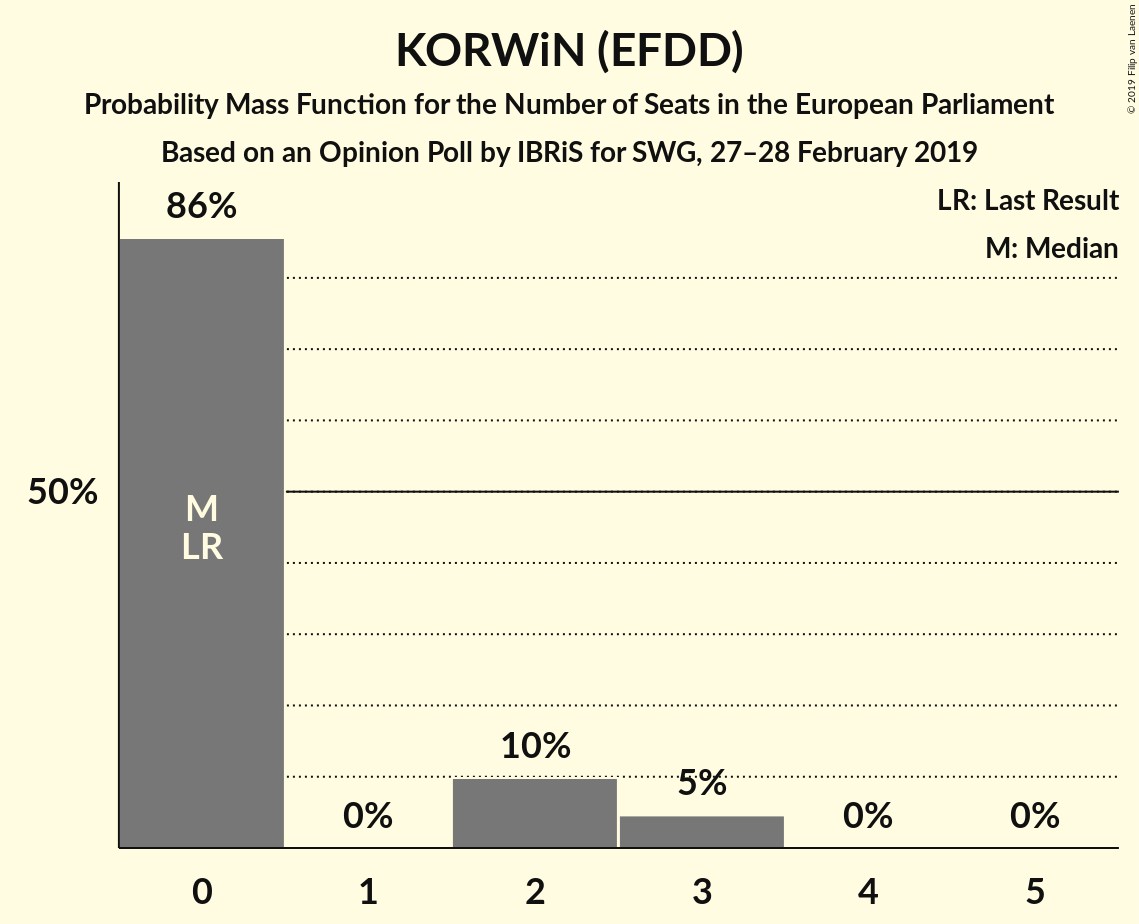 KORWiN (EFDD)
Probability Mass Function for the Number of Seats in the European Parliament
Based on an Opinion Poll by IBRiS for SWG, 27–28 February 2019
© 2019 Filip van Laenen
LR: Last Result
M: Median
86%
50%
M
LR
10%
5%
0%
0%
0%
0
1
2
3
4
5